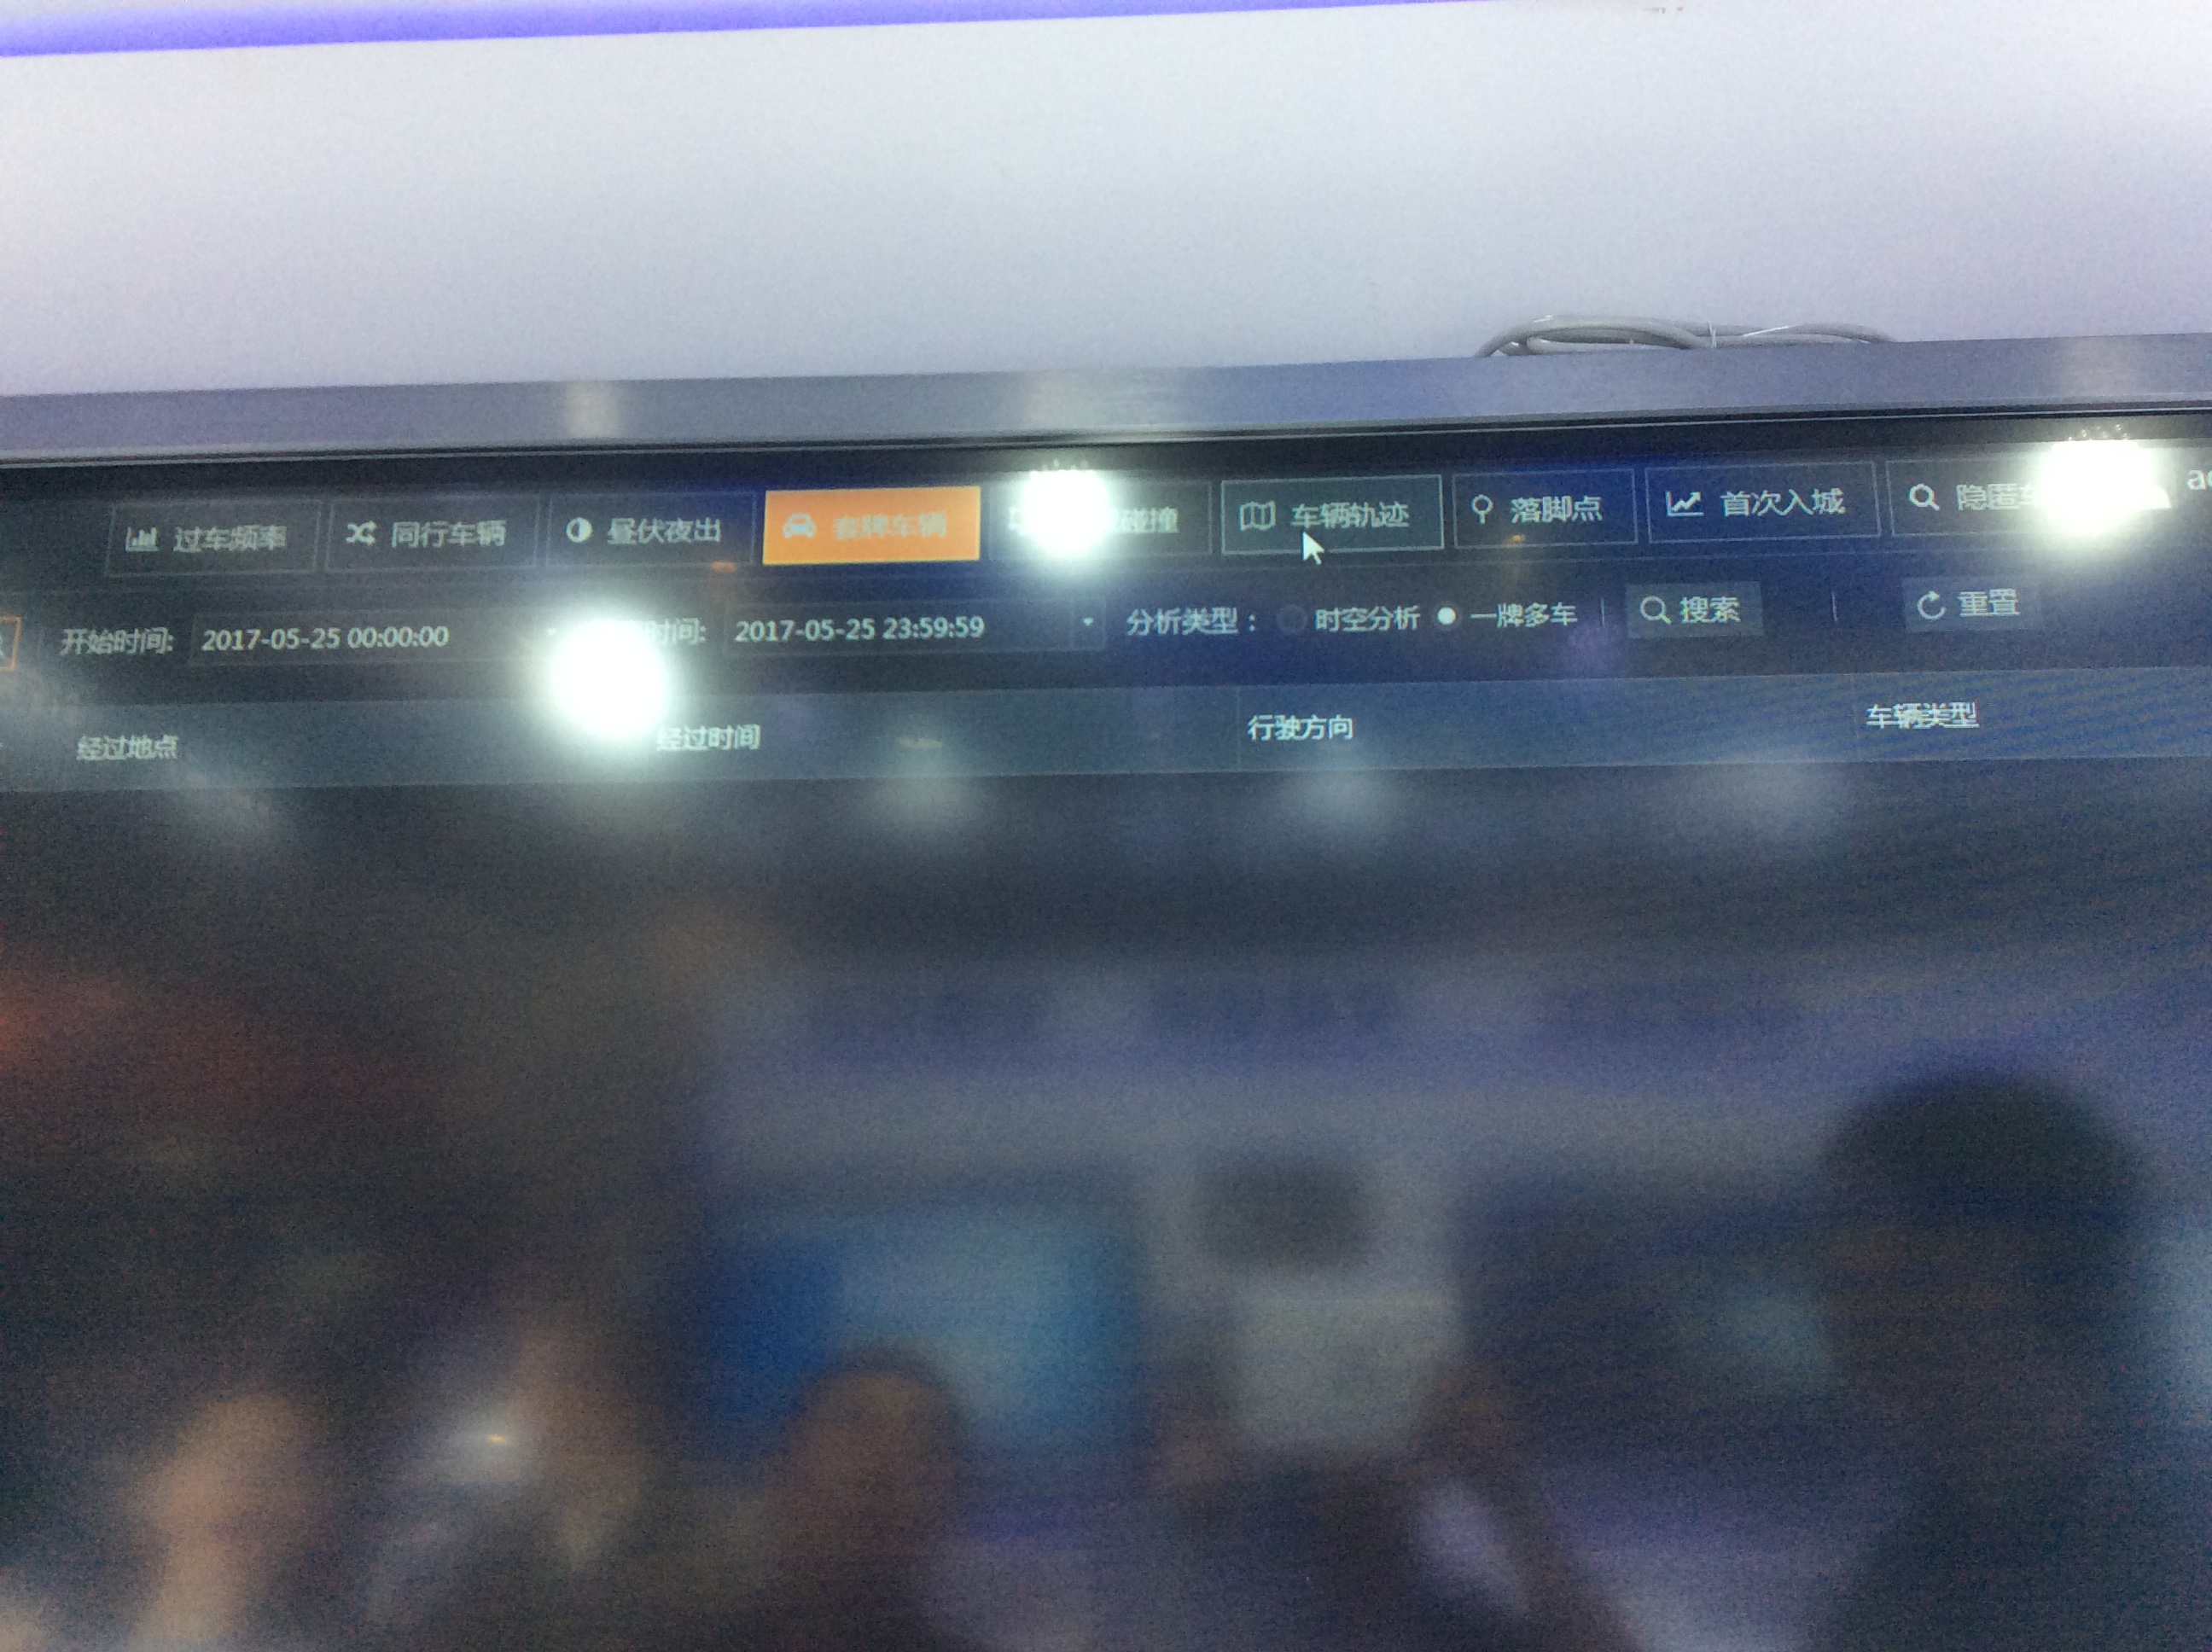 过车频率 同行车辆 昼伏夜出 套牌车辆 碰撞 车辆轨迹 落脚点 首次入城 隐匿
开始时间: 2017-05-25 00:00:00 时间: 2017-05-25 23:59:59 分析类型： 时空分析 一牌多车 搜索 重置
经过地点 经过时间 行驶方向 车辆类型